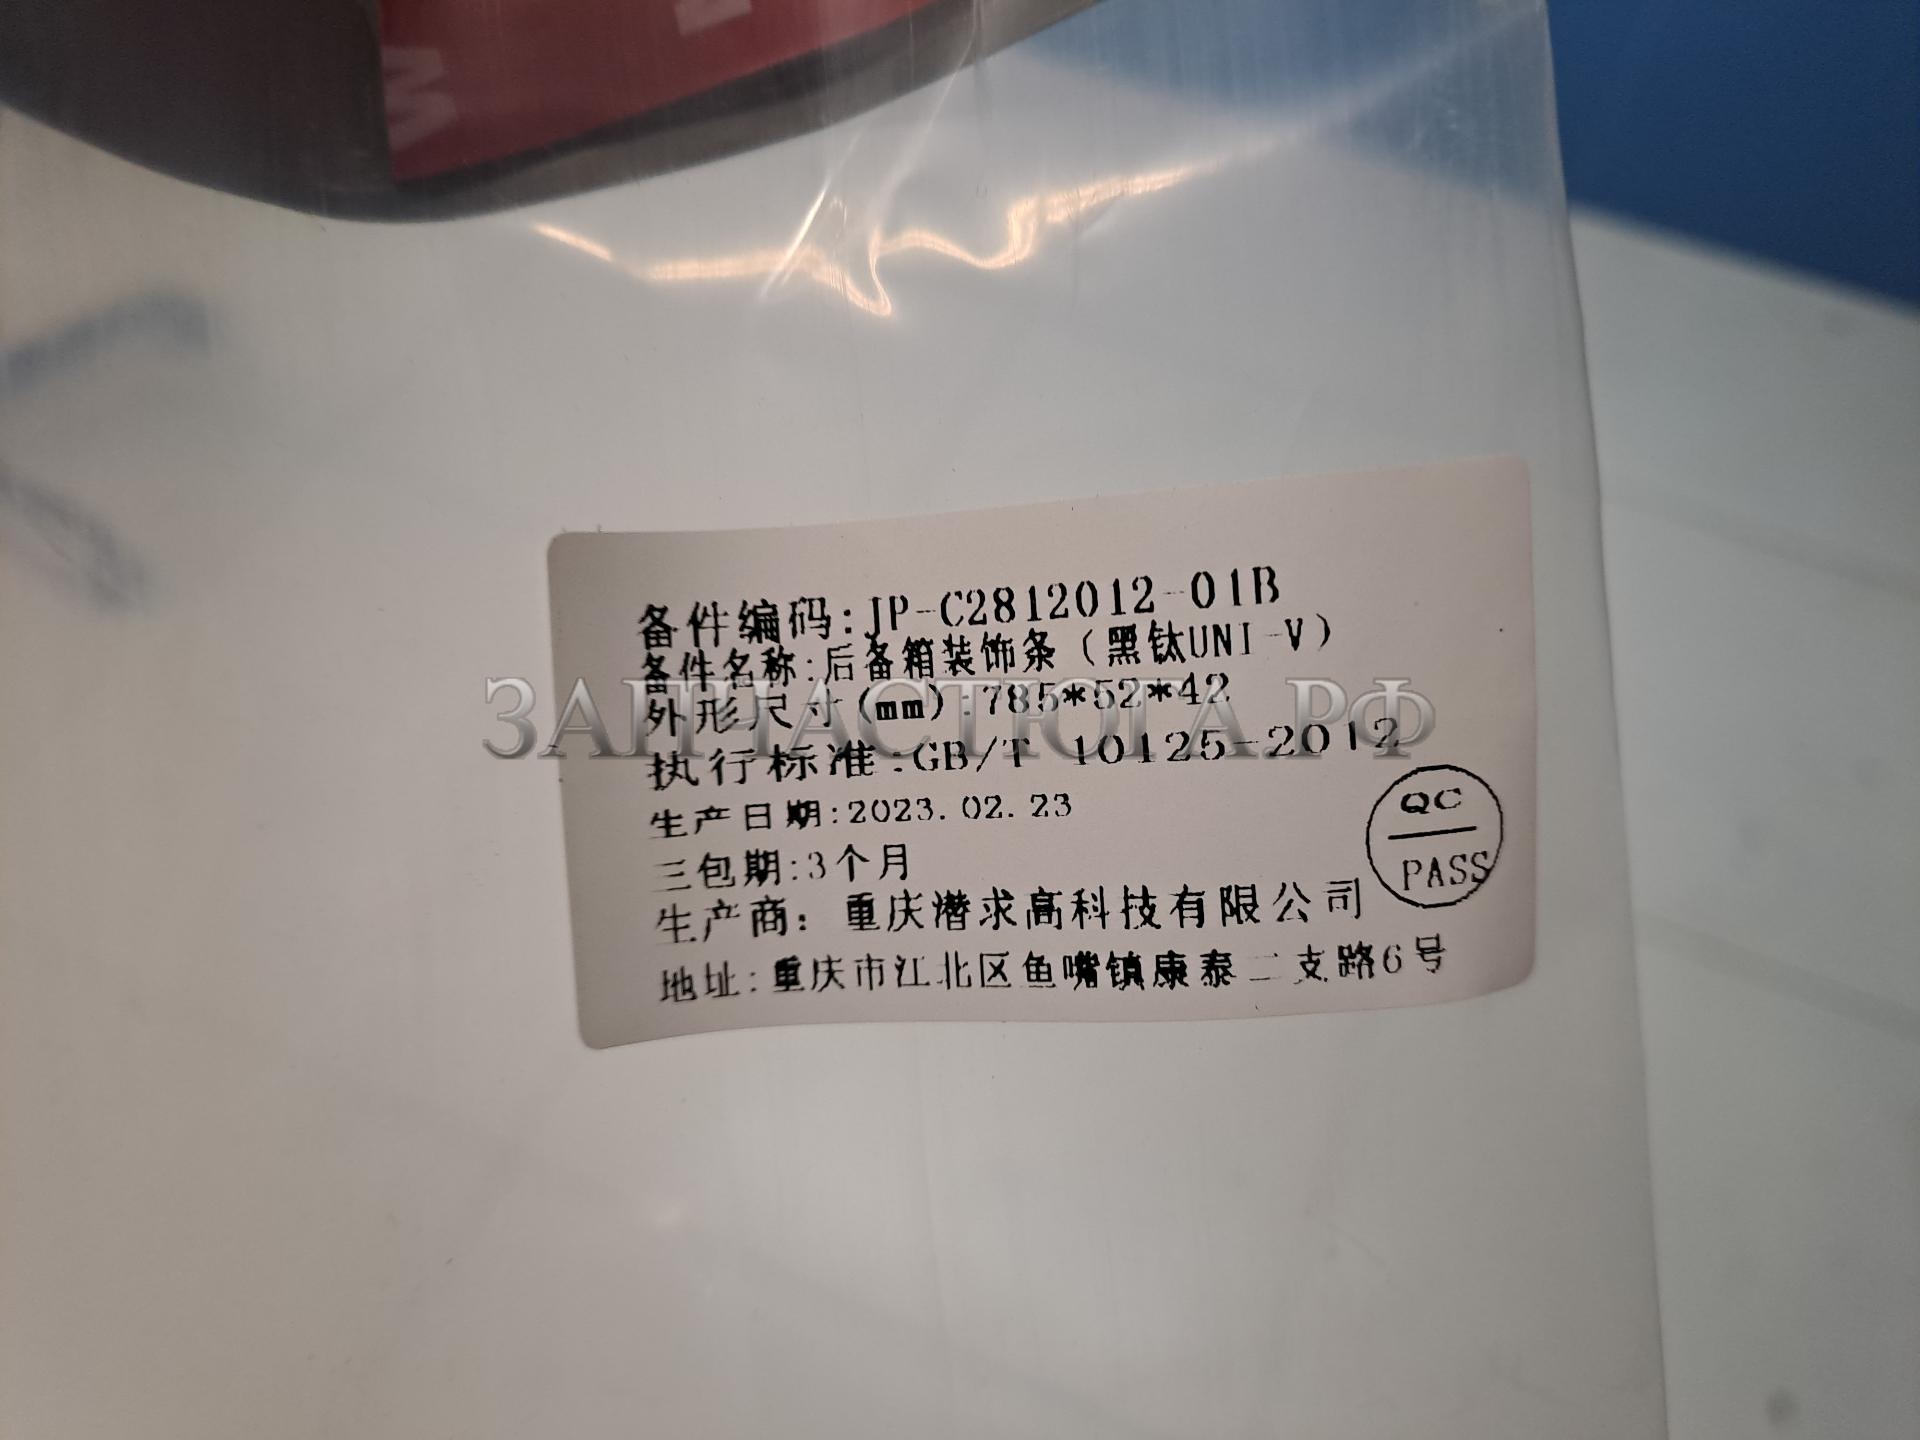 备件编码:JP-C2812012-01B
备件名称:后备箱装饰条(黑钛UNI-V)
外形尺寸(mm):785*52*42
ЗАПЧАСТЮГА.РФ
执行标准:GB/T 10125-2012
生产日期:2023.02.23
三包期:3个月
QC
PASS
生产商: 重庆潜求高科技有限公司
地址:重庆市江北区鱼嘴镇康泰二支路6号